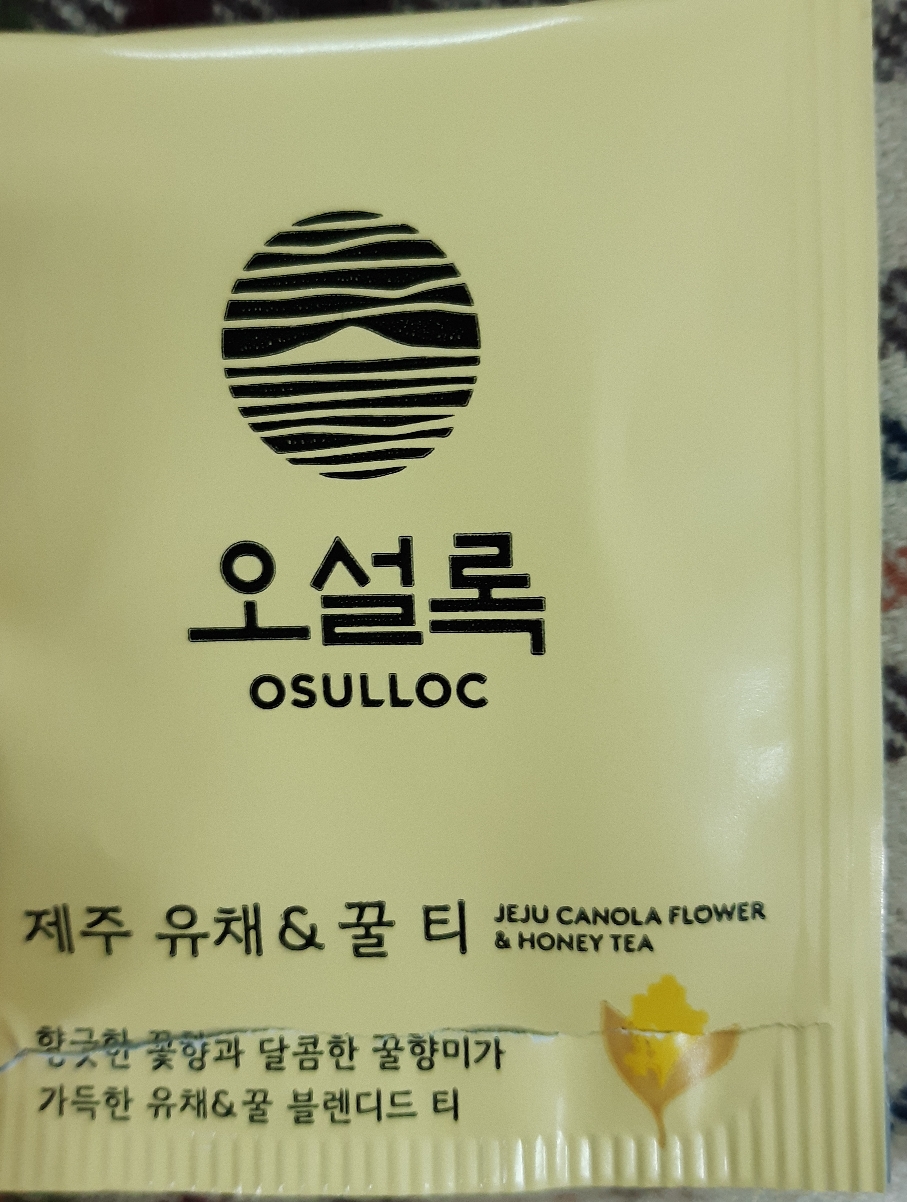 오설록
OSULLOC
제주 유채&꿀 티
JEJU CANOLA FLOWER
& HONEY TEA
향긋한 꽃향과 달콤한 꿀향미가
가득한 유채&꿀 블렌디드 티